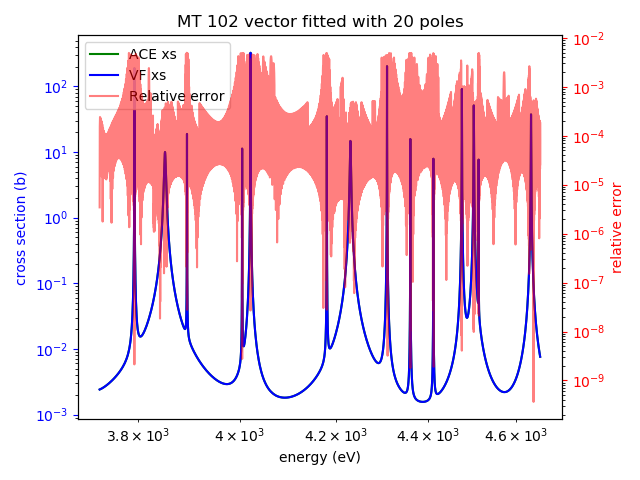 MT 102 vector fitted with 20 poles
ACE xs
VF xs
Relative error
10²
10¹
10⁰
10⁻¹
10⁻²
10⁻³
cross section (b)
10⁻²
10⁻³
10⁻⁴
10⁻⁵
10⁻⁶
10⁻⁷
10⁻⁸
10⁻⁹
relative error
3.8 × 10³ 4 × 10³ 4.2 × 10³ 4.4 × 10³ 4.6 × 10³
energy (eV)